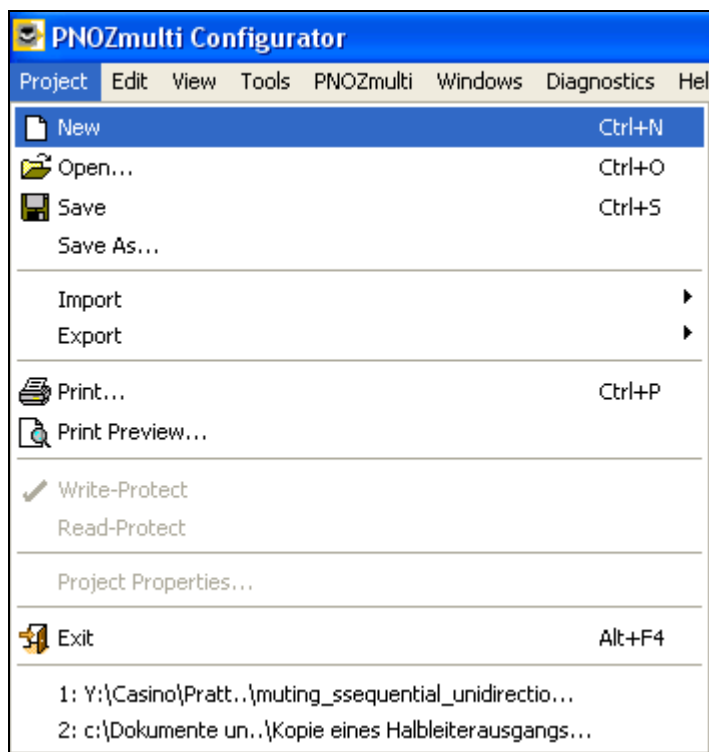 PNOZmulti Configurator
Project Edit View Tools PNOZmulti Windows Diagnostics Hel
New Ctrl+N
Open... Ctrl+O
Save Ctrl+S
Save As...
Import
Export
Print... Ctrl+P
Print Preview...
Write-Protect
Read-Protect
Project Properties...
Exit Alt+F4
1: Y:\Casino\Pratt..\muting_ssequential_unidirectio...
2: c:\Dokumente un..\Kopie eines Halbleiterausgangs...